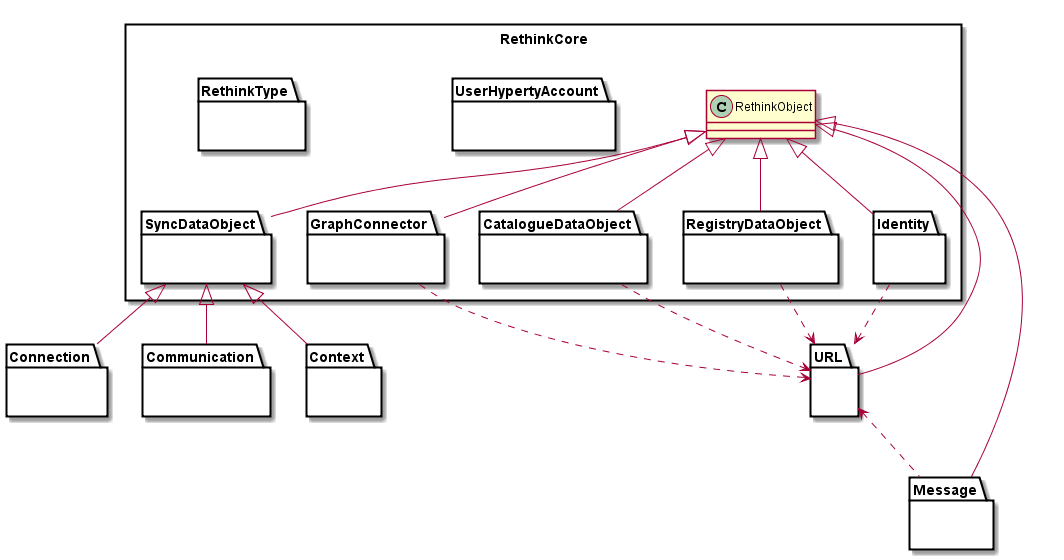 RethinkCore
RethinkType
UserHypertyAccount
C RethinkObject
SyncDataObject
GraphConnector
CatalogueDataObject
RegistryDataObject
Identity
Connection
Communication
Context
URL
Message